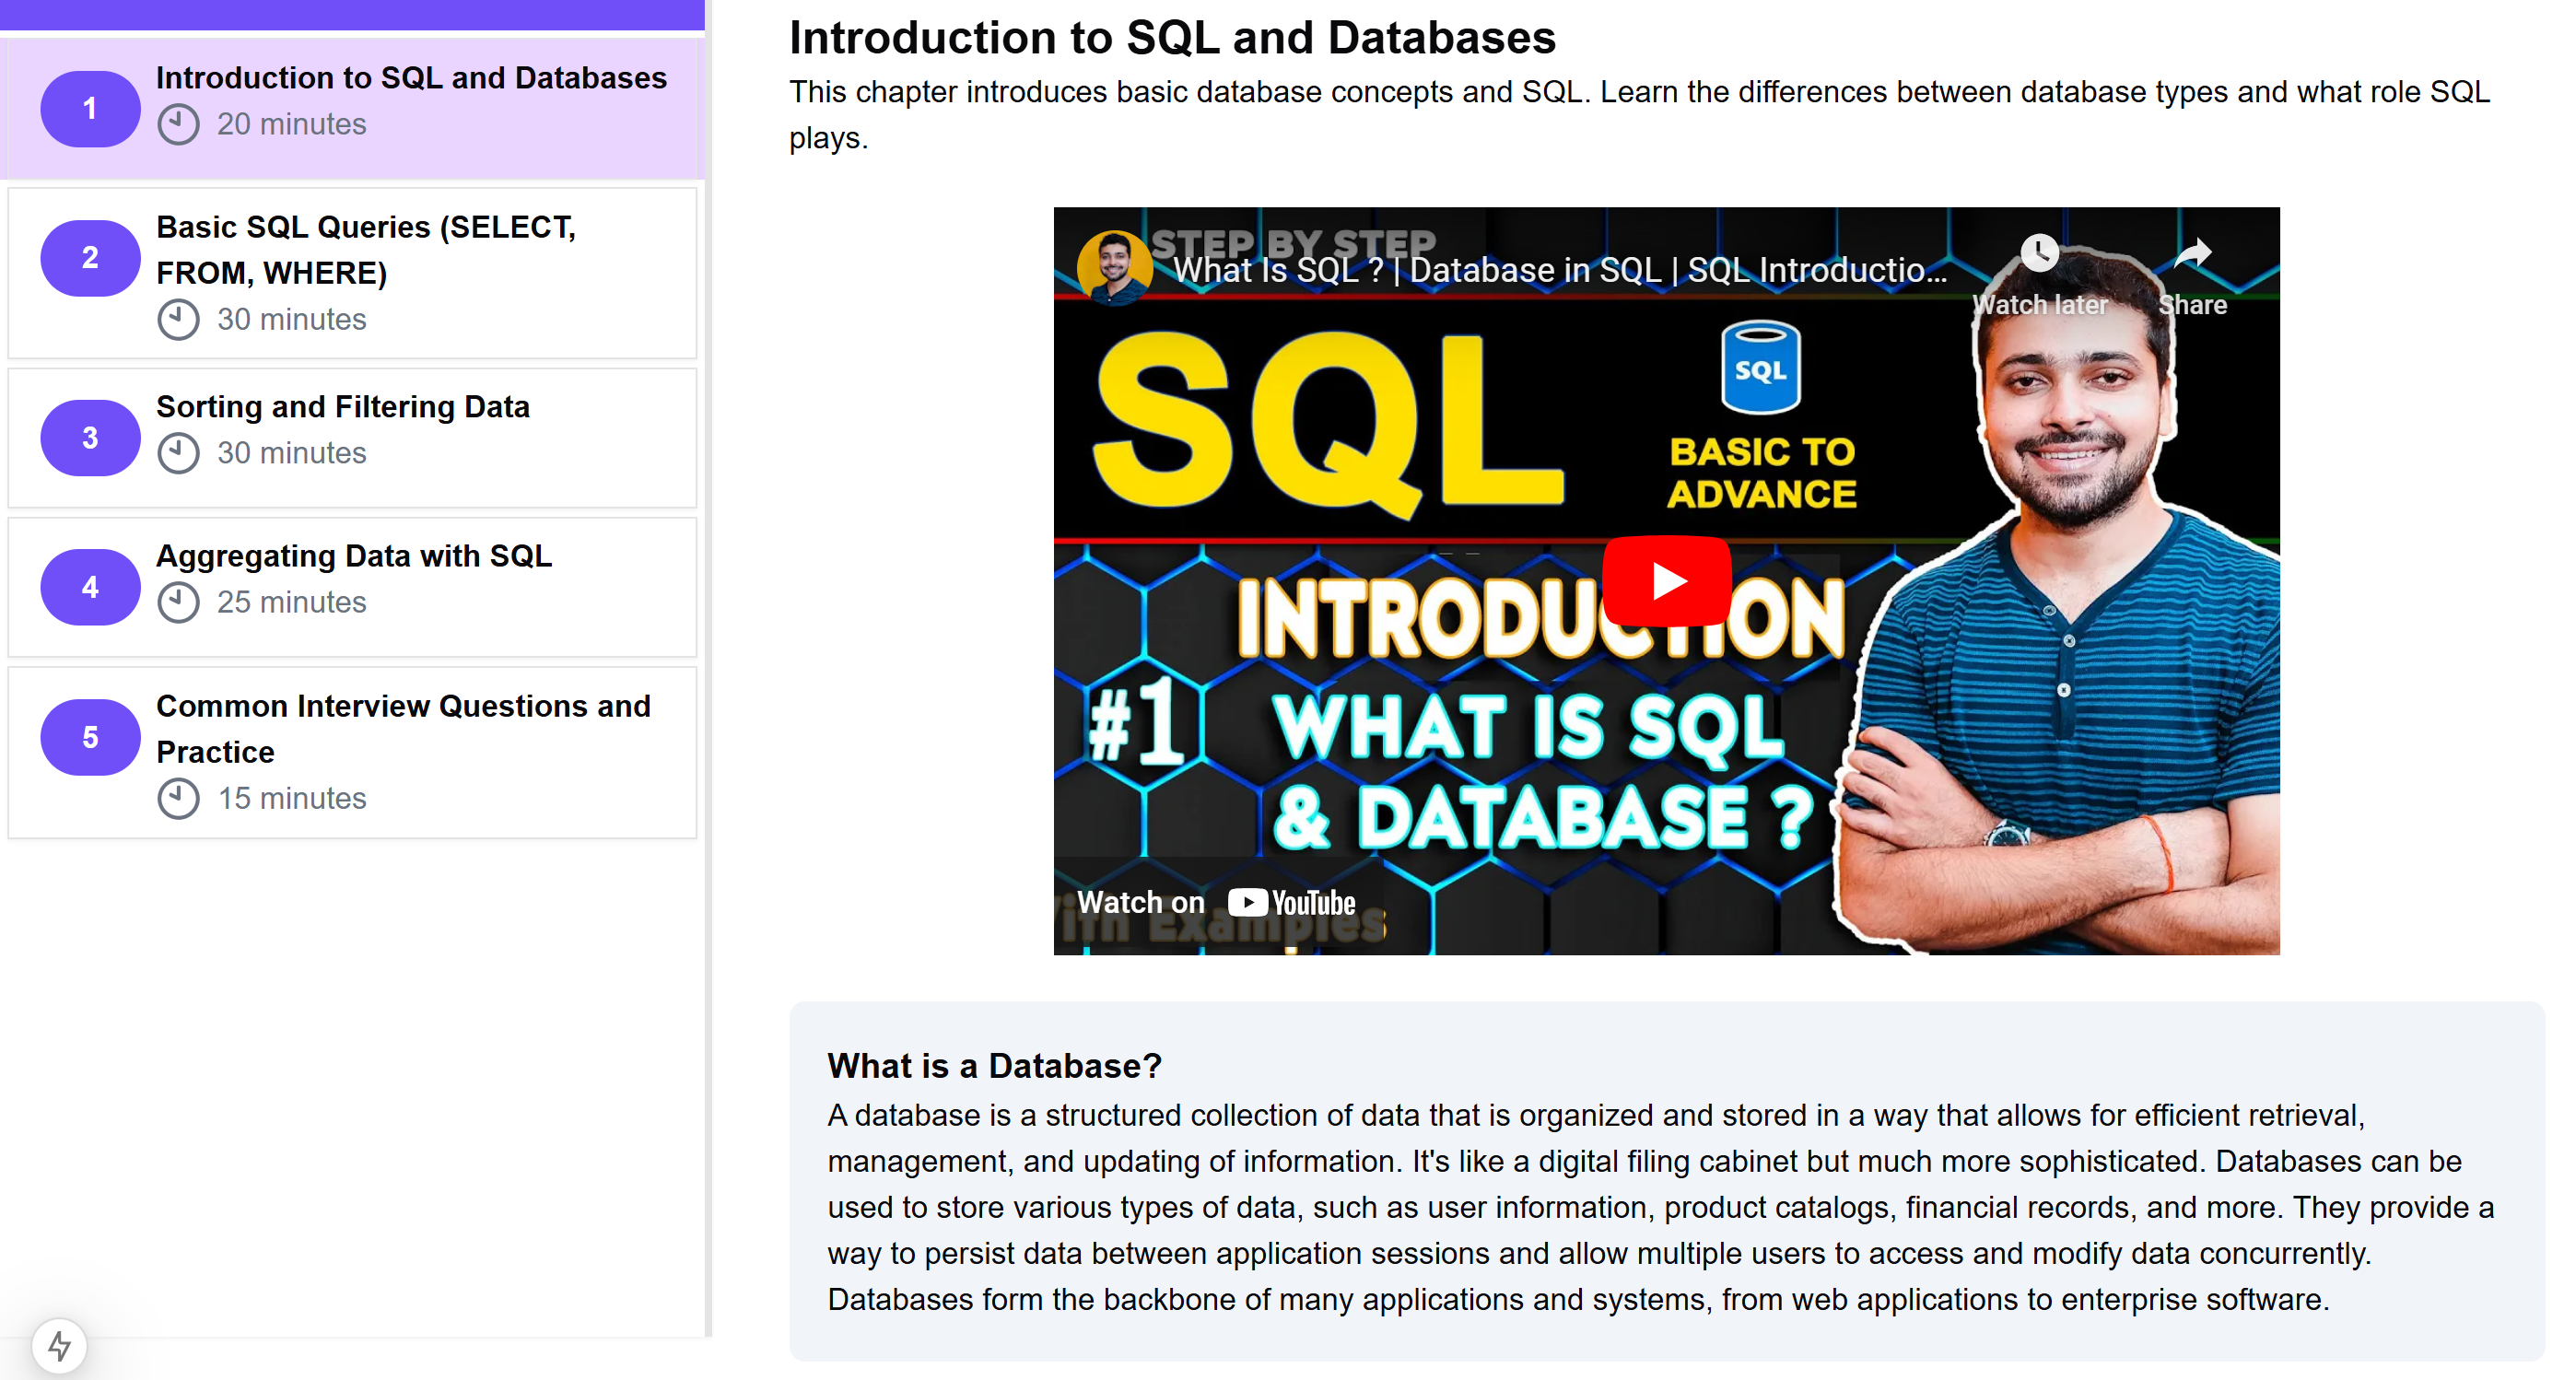 1
Introduction to SQL and Databases
20 minutes
2
Basic SQL Queries (SELECT,
FROM, WHERE)
30 minutes
3
Sorting and Filtering Data
30 minutes
4
Aggregating Data with SQL
25 minutes
5
Common Interview Questions and
Practice
15 minutes
Introduction to SQL and Databases
This chapter introduces basic database concepts and SQL. Learn the differences between database types and what role SQL
plays.
STEP BY STEP
What Is SQL ? | Database in SQL | SQL Introductio...
Watch later
Share
SQL
SQL
BASIC TO
ADVANCE
INTRODUCTION
#1
WHAT IS SQL
& DATABASE ?
Watch on YouTube
With Examples
What is a Database?
A database is a structured collection of data that is organized and stored in a way that allows for efficient retrieval,
management, and updating of information. It's like a digital filing cabinet but much more sophisticated. Databases can be
used to store various types of data, such as user information, product catalogs, financial records, and more. They provide a
way to persist data between application sessions and allow multiple users to access and modify data concurrently.
Databases form the backbone of many applications and systems, from web applications to enterprise software.